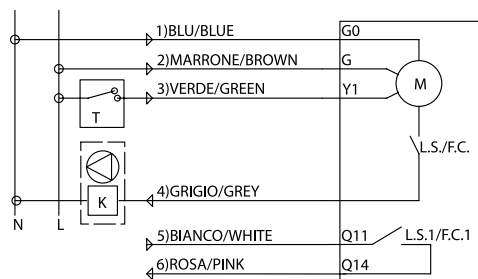 1)BLU/BLUE G0
2)MARRONE/BROWN G
M
3)VERDE/GREEN Y1
T
L.S./F.C.
K
4)GRIGIO/GREY
N L
5)BIANCO/WHITE Q11
L.S.1/F.C.1
6)ROSA/PINK Q14